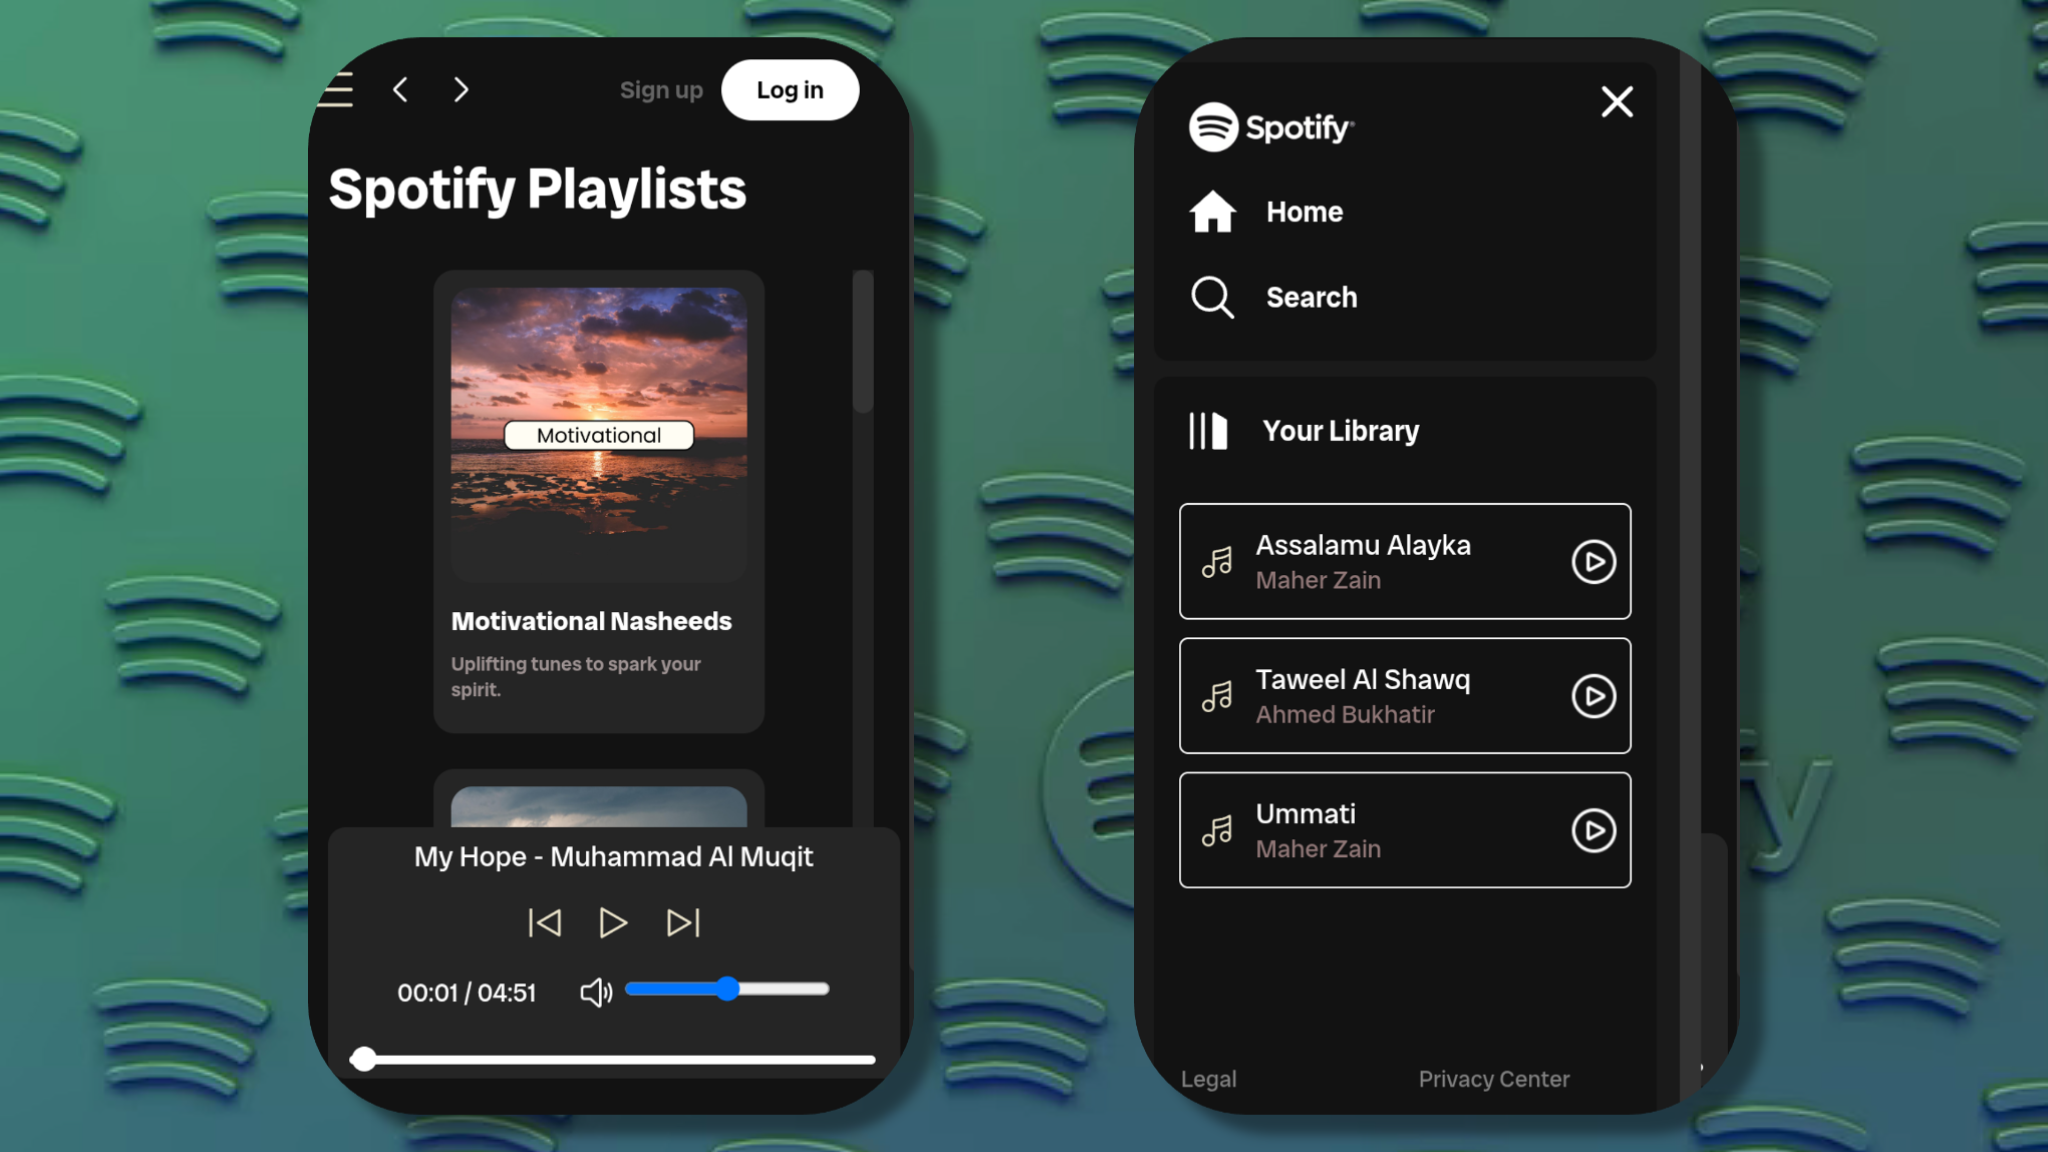 Sign up
Log in
Spotify Playlists
Motivational
Motivational Nasheeds
Uplifting tunes to spark your
spirit.
My Hope - Muhammad Al Muqit
00:01 / 04:51
Spotify
Home
Search
Your Library
Assalamu Alayka
Maher Zain
Taweel Al Shawq
Ahmed Bukhatir
Ummati
Maher Zain
Legal
Privacy Center
y